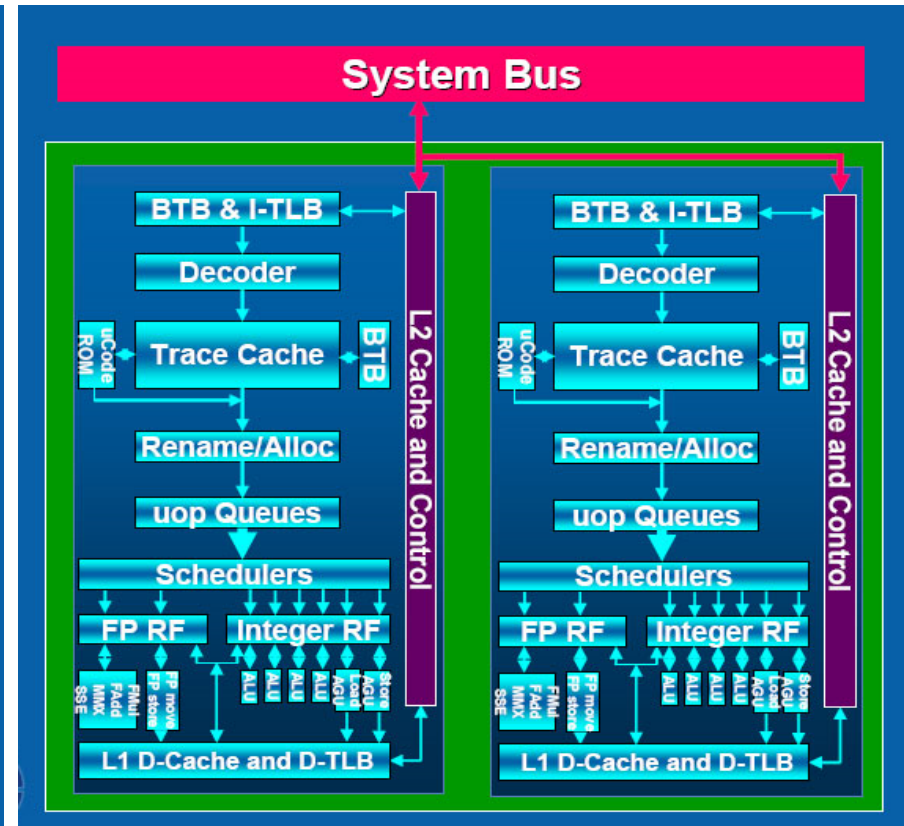 System Bus
BTB & I-TLB
Decoder
uCode
ROM
Trace Cache
BTB
Rename/Alloc
uop Queues
Schedulers
FP RF
Integer RF
FMul
FAdd
MMX
SSE
FP move
FP store
ALU
ALU
ALU
ALU
Load
AGU
Store
AGU
L1 D-Cache and D-TLB
L2 Cache and Control
BTB & I-TLB
Decoder
uCode
ROM
Trace Cache
BTB
Rename/Alloc
uop Queues
Schedulers
FP RF
Integer RF
FMul
FAdd
MMX
SSE
FP move
FP store
ALU
ALU
ALU
ALU
Load
AGU
Store
AGU
L1 D-Cache and D-TLB
L2 Cache and Control